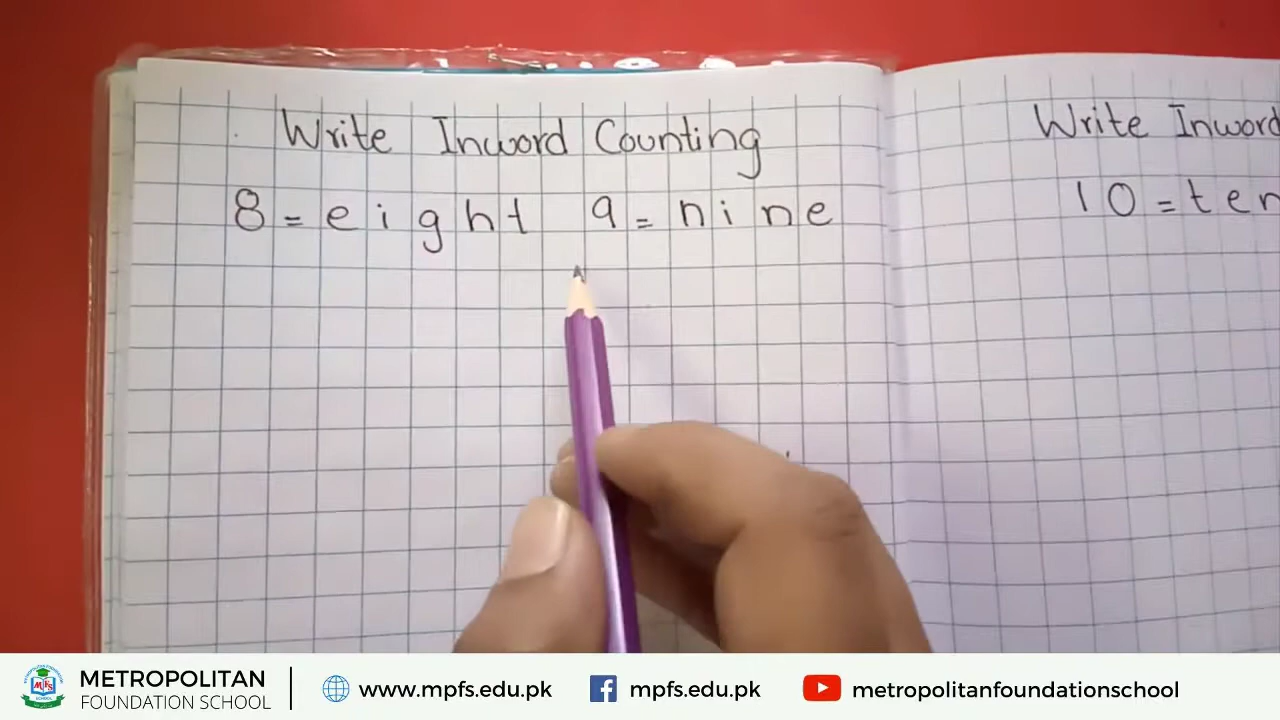 Write Inword Counting
8 = eight 9 = nine
Write Inword
10 = ten
METROPOLITAN
FOUNDATION SCHOOL
www.mpfs.edu.pk
mpfs.edu.pk
metropolitanfoundationschool